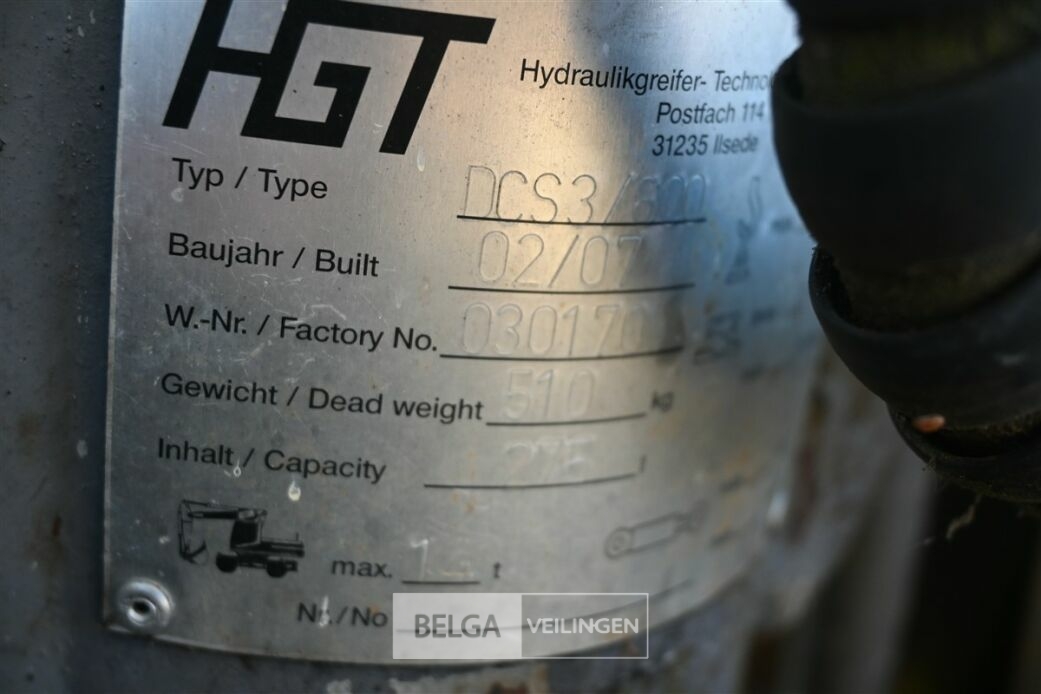 HGT
Hydraulikgreifer- Techno
Postfach 114
31235 Ilsede
Typ / Type DCS3/
Baujahr / Built 02/07
W.-Nr. / Factory No. 030170
Gewicht / Dead weight 510 kg
Inhalt / Capacity l
max. t
Nr./No
BELGA VEILINGEN